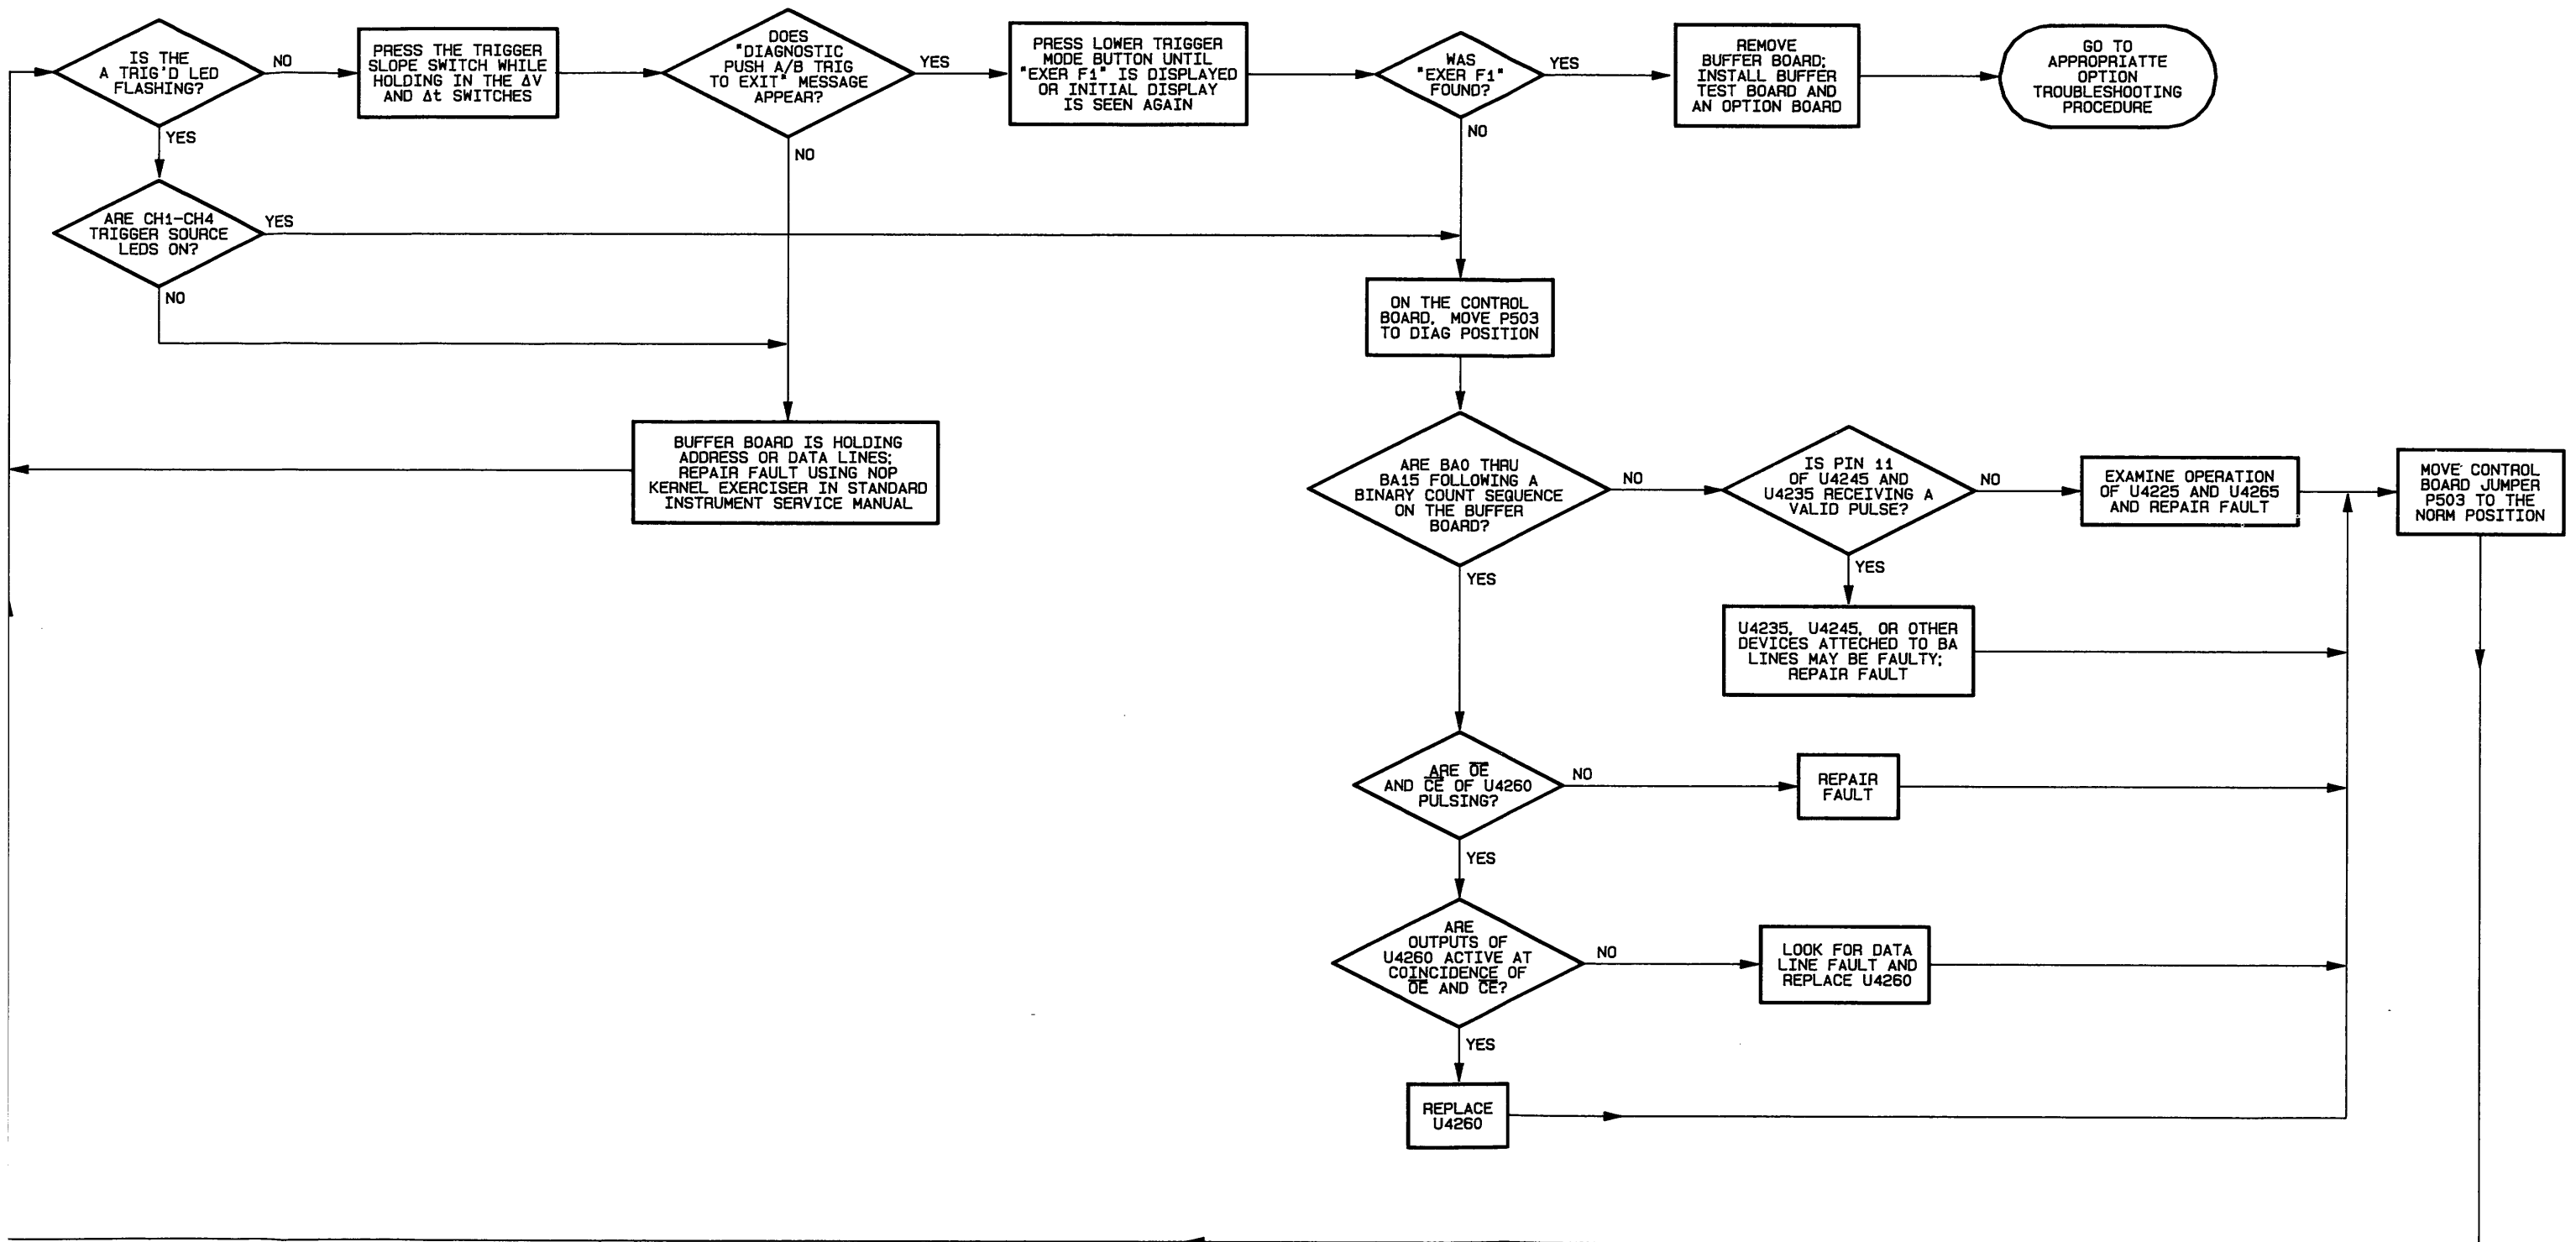 IS THE
A TRIG'D LED
FLASHING?
NO
YES
PRESS THE TRIGGER
SLOPE SWITCH WHILE
HOLDING IN THE ΔV
AND Δt SWITCHES
DOES
"DIAGNOSTIC
PUSH A/B TRIG
TO EXIT" MESSAGE
APPEAR?
YES
NO
PRESS LOWER TRIGGER
MODE BUTTON UNTIL
"EXER F1" IS DISPLAYED
OR INITIAL DISPLAY
IS SEEN AGAIN
WAS
"EXER F1"
FOUND?
YES
NO
REMOVE
BUFFER BOARD;
INSTALL BUFFER
TEST BOARD AND
AN OPTION BOARD
GO TO
APPROPRIATTE
OPTION
TROUBLESHOOTING
PROCEDURE
ARE CH1-CH4
TRIGGER SOURCE
LEDS ON?
YES
NO
ON THE CONTROL
BOARD, MOVE P503
TO DIAG POSITION
BUFFER BOARD IS HOLDING
ADDRESS OR DATA LINES;
REPAIR FAULT USING NOP
KERNEL EXERCISER IN STANDARD
INSTRUMENT SERVICE MANUAL
ARE BA0 THRU
BA15 FOLLOWING A
BINARY COUNT SEQUENCE
ON THE BUFFER
BOARD?
NO
YES
IS PIN 11
OF U4245 AND
U4235 RECEIVING A
VALID PULSE?
NO
YES
EXAMINE OPERATION
OF U4225 AND U4265
AND REPAIR FAULT
MOVE CONTROL
BOARD JUMPER
P503 TO THE
NORM POSITION
U4235, U4245, OR OTHER
DEVICES ATTECHED TO BA
LINES MAY BE FAULTY;
REPAIR FAULT
ARE O̅E̅
AND C̅E̅ OF U4260
PULSING?
NO
YES
REPAIR
FAULT
ARE
OUTPUTS OF
U4260 ACTIVE AT
COINCIDENCE OF
O̅E̅ AND C̅E̅?
NO
YES
LOOK FOR DATA
LINE FAULT AND
REPLACE U4260
REPLACE
U4260